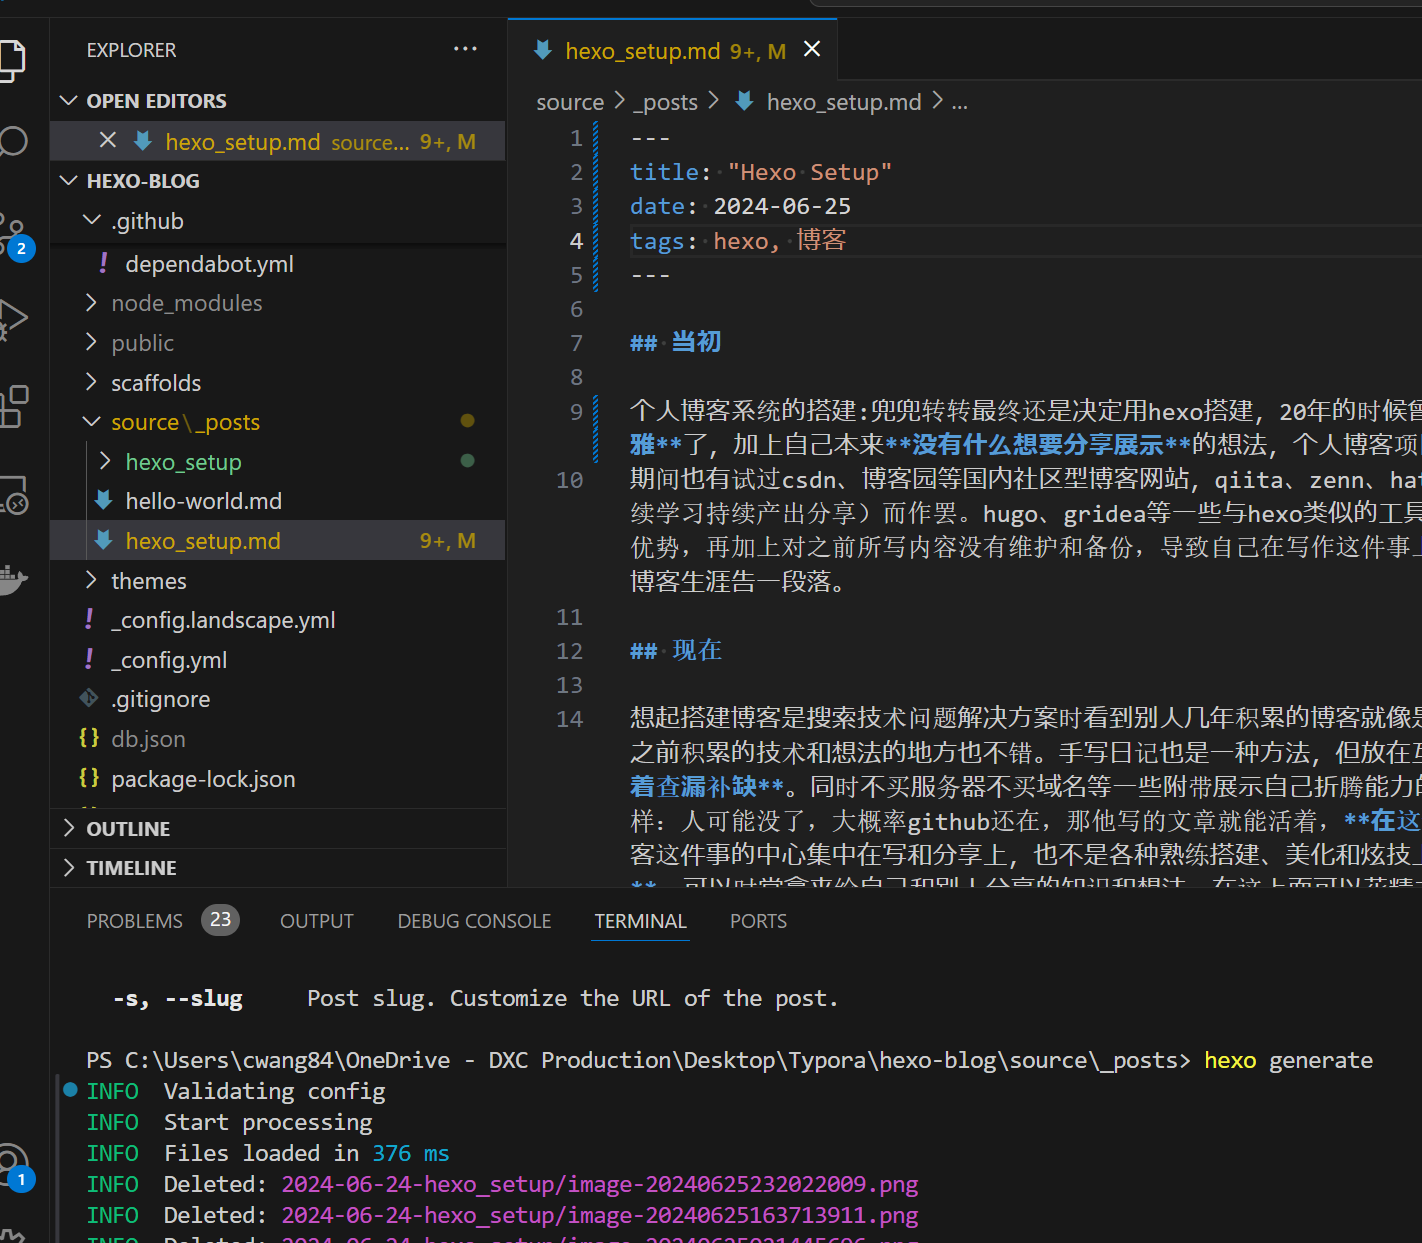 EXPLORER
OPEN EDITORS
hexo_setup.md source... 9+, M
HEXO-BLOG
.github
dependabot.yml
node_modules
public
scaffolds
source\_posts
hexo_setup
hello-world.md
hexo_setup.md 9+, M
themes
_config.landscape.yml
_config.yml
.gitignore
db.json
package-lock.json
OUTLINE
TIMELINE
2
1
hexo_setup.md 9+, M
source > _posts > hexo_setup.md > ...
1 ---
2 title: "Hexo Setup"
3 date: 2024-06-25
4 tags: hexo, 博客
5 ---
6
7 ## 当初
8
9 个人博客系统的搭建:兜兜转转最终还是决定用hexo搭建，20年的时候曾
雅**了，加上自己本来**没有什么想要分享展示**的想法，个人博客项目
10 期间也有试过csdn、博客园等国内社区型博客网站，qiita、zenn、hat
续学习持续产出分享）而作罢。hugo、gridea等一些与hexo类似的工具
优势，再加上对之前所写内容没有维护和备份，导致自己在写作这件事上
博客生涯告一段落。
11
12 ## 现在
13
14 想起搭建博客是搜索技术问题解决方案时看到别人几年积累的博客就像是
之前积累的技术和想法的地方也不错。手写日记也是一种方法，但放在互
着查漏补缺**。同时不买服务器不买域名等一些附带展示自己折腾能力的
样：人可能没了，大概率github还在，那他写的文章就能活着，**在这
客这件事的中心集中在写和分享上，也不是各种熟练搭建、美化和炫技上
PROBLEMS 23 OUTPUT DEBUG CONSOLE TERMINAL PORTS
-s, --slug Post slug. Customize the URL of the post.
PS C:\Users\cwang84\OneDrive - DXC Production\Desktop\Typora\hexo-blog\source\_posts> hexo generate
INFO Validating config
INFO Start processing
INFO Files loaded in 376 ms
INFO Deleted: 2024-06-24-hexo_setup/image-20240625232022009.png
INFO Deleted: 2024-06-24-hexo_setup/image-20240625163713911.png